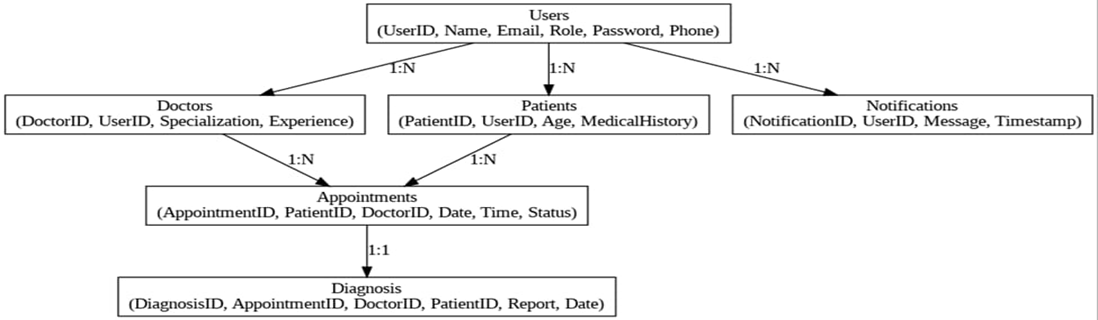 Users
(UserID, Name, Email, Role, Password, Phone)
1:N
1:N
1:N
Doctors
(DoctorID, UserID, Specialization, Experience)
Patients
(PatientID, UserID, Age, MedicalHistory)
Notifications
(NotificationID, UserID, Message, Timestamp)
1:N
1:N
Appointments
(AppointmentID, PatientID, DoctorID, Date, Time, Status)
1:1
Diagnosis
(DiagnosisID, AppointmentID, DoctorID, PatientID, Report, Date)